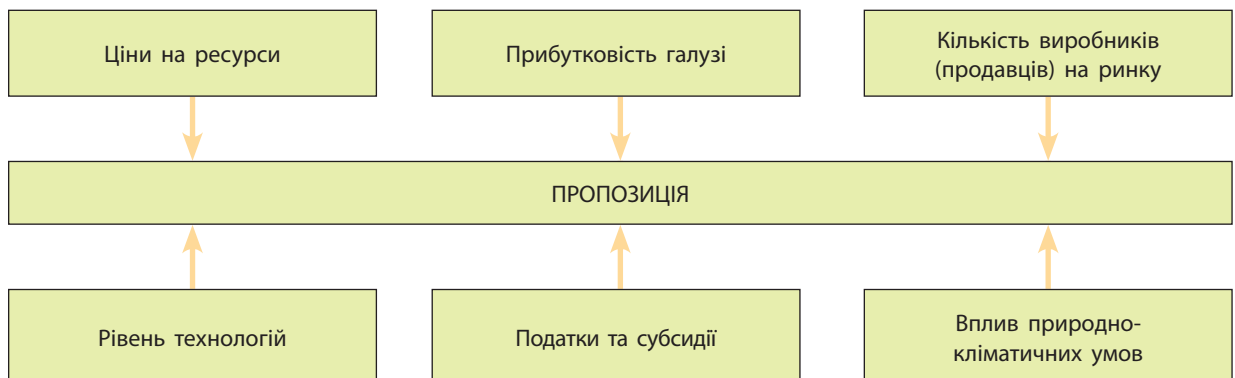 Ціни на ресурси
Прибутковість галузі
Кількість виробників
(продавців) на ринку
ПРОПОЗИЦІЯ
Рівень технологій
Податки та субсидії
Вплив природно-
кліматичних умов